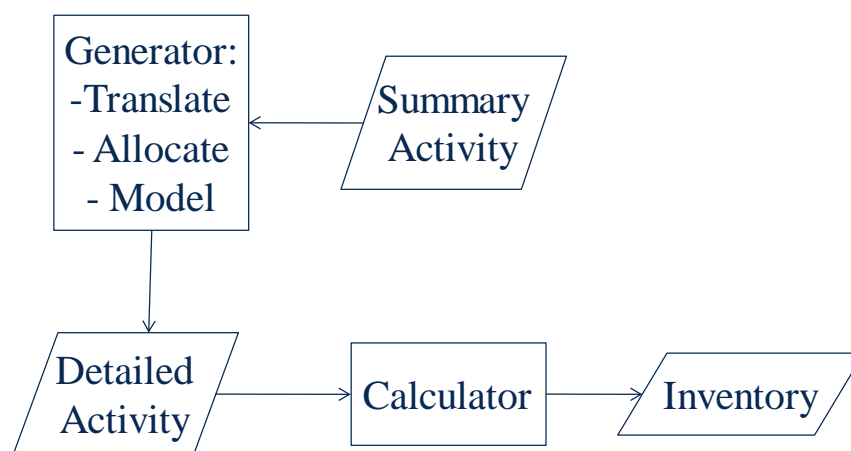 Generator:
-Translate
- Allocate
- Model
Summary
Activity
Detailed
Activity
Calculator
Inventory